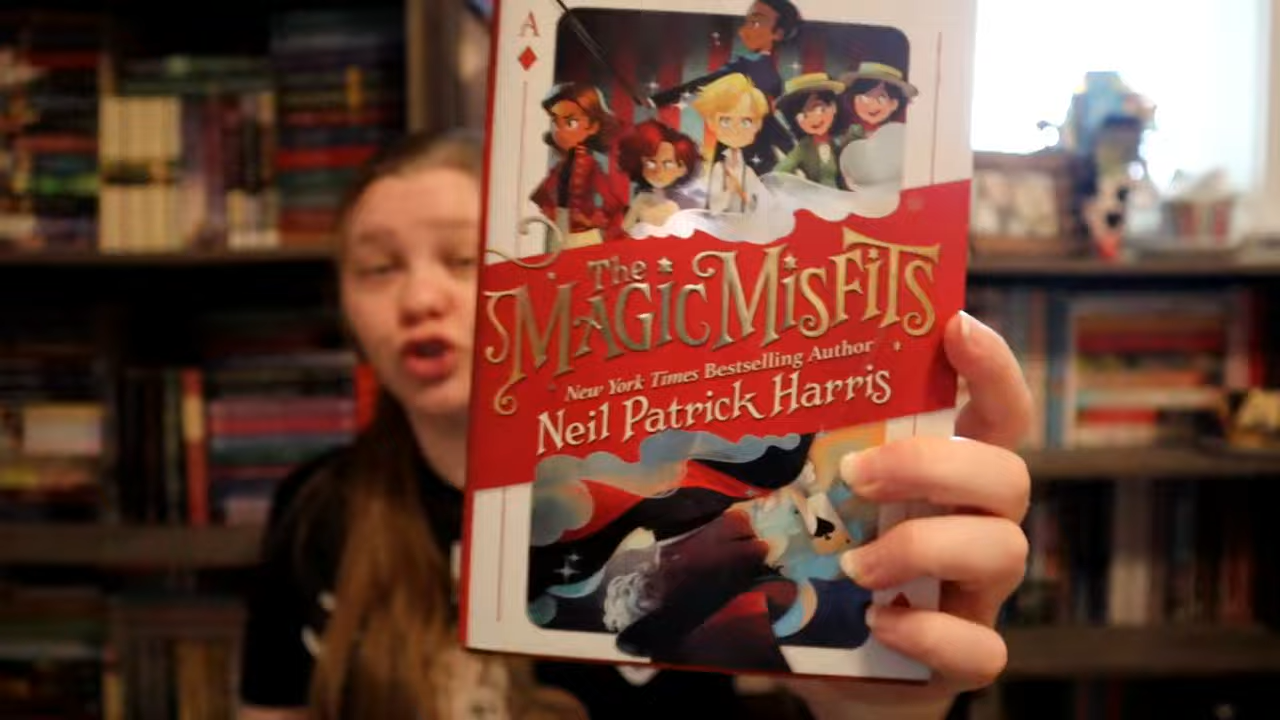 A
The
MAGIC MISFITS
New York Times Bestselling Author
Neil Patrick Harris